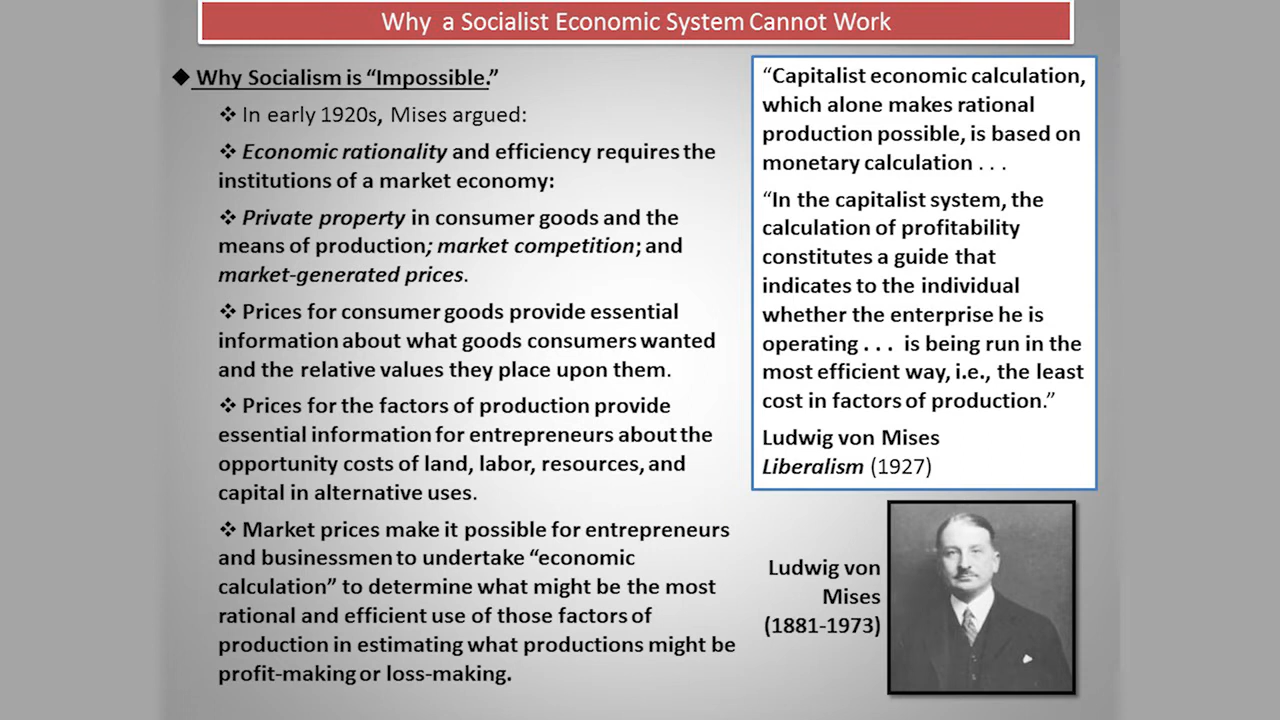 Why a Socialist Economic System Cannot Work
◆ Why Socialism is “Impossible.”
❖ In early 1920s, Mises argued:
❖ Economic rationality and efficiency requires the
institutions of a market economy:
❖ Private property in consumer goods and the
means of production; market competition; and
market-generated prices.
❖ Prices for consumer goods provide essential
information about what goods consumers wanted
and the relative values they place upon them.
❖ Prices for the factors of production provide
essential information for entrepreneurs about the
opportunity costs of land, labor, resources, and
capital in alternative uses.
❖ Market prices make it possible for entrepreneurs
and businessmen to undertake “economic
calculation” to determine what might be the most
rational and efficient use of those factors of
production in estimating what productions might be
profit-making or loss-making.
“Capitalist economic calculation,
which alone makes rational
production possible, is based on
monetary calculation . . .
“In the capitalist system, the
calculation of profitability
constitutes a guide that
indicates to the individual
whether the enterprise he is
operating . . . is being run in the
most efficient way, i.e., the least
cost in factors of production.”
Ludwig von Mises
Liberalism (1927)
Ludwig von
Mises
(1881-1973)